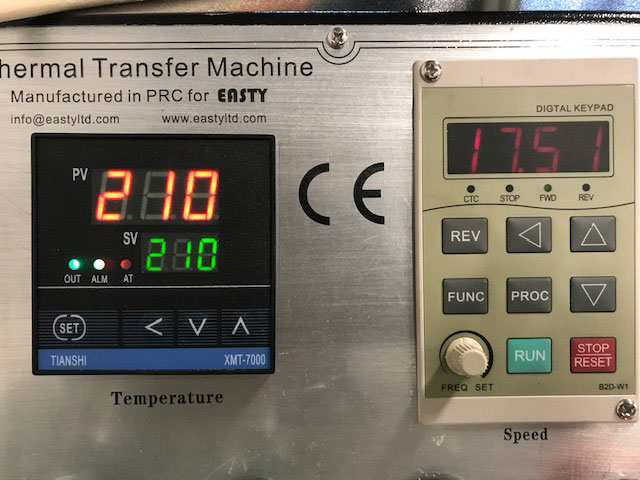 hermal Transfer Machine
Manufactured in PRC for EASTY
info@eastyltd.com www.eastyltd.com
PV 210
SV 210
OUT ALM AT
SET
TIANSHI XMT-7000
Temperature
CE
DIGTAL KEYPAD
17.51
CTC STOP FWD REV
REV
FUNC PROC
RUN STOP/RESET
FREQ SET
B2D-W1
Speed